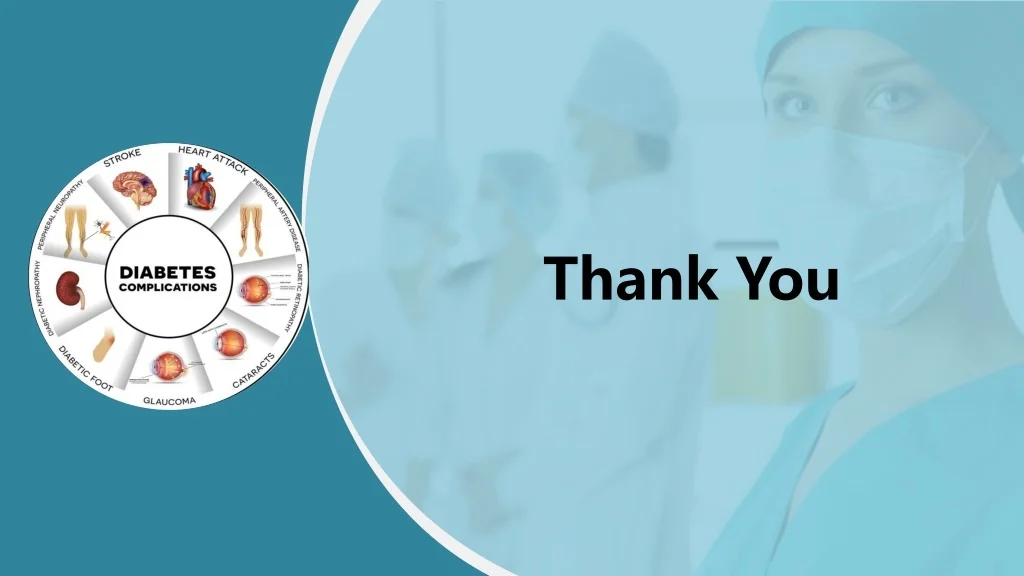 STROKE
HEART ATTACK
PERIPHERAL ARTERY DISEASE
DIABETIC RETINOPATHY
CATARACTS
GLAUCOMA
DIABETIC FOOT
DIABETIC NEHROPATHY
PERIPHERAL NEUROPATHY
DIABETES
COMPLICATIONS
Thank You